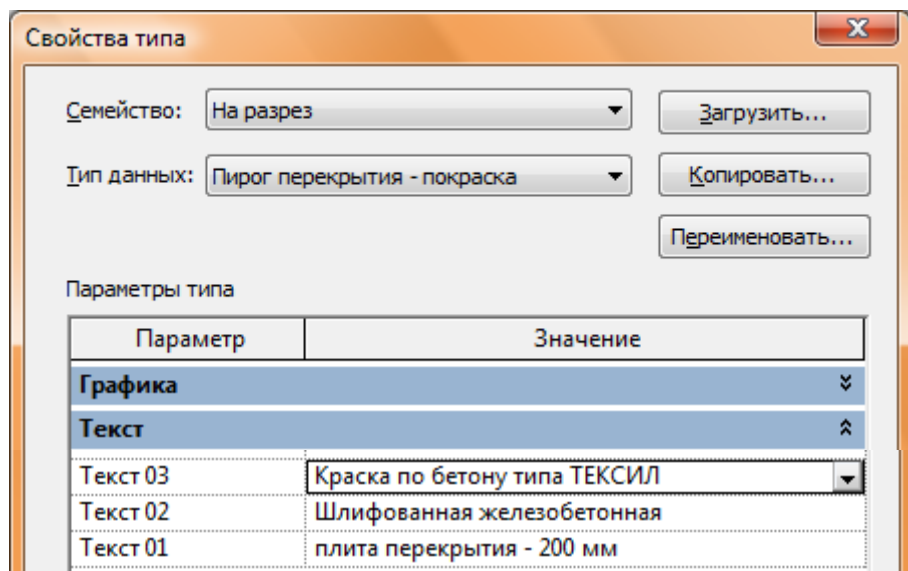 Свойства типа
Семейство: На разрез Загрузить...
Тип данных: Пирог перекрытия - покраска Копировать...
Переименовать...
Параметры типа
Параметр Значение
Графика
Текст
Текст 03 Краска по бетону типа ТЕКСИЛ
Текст 02 Шлифованная железобетонная
Текст 01 плита перекрытия - 200 мм